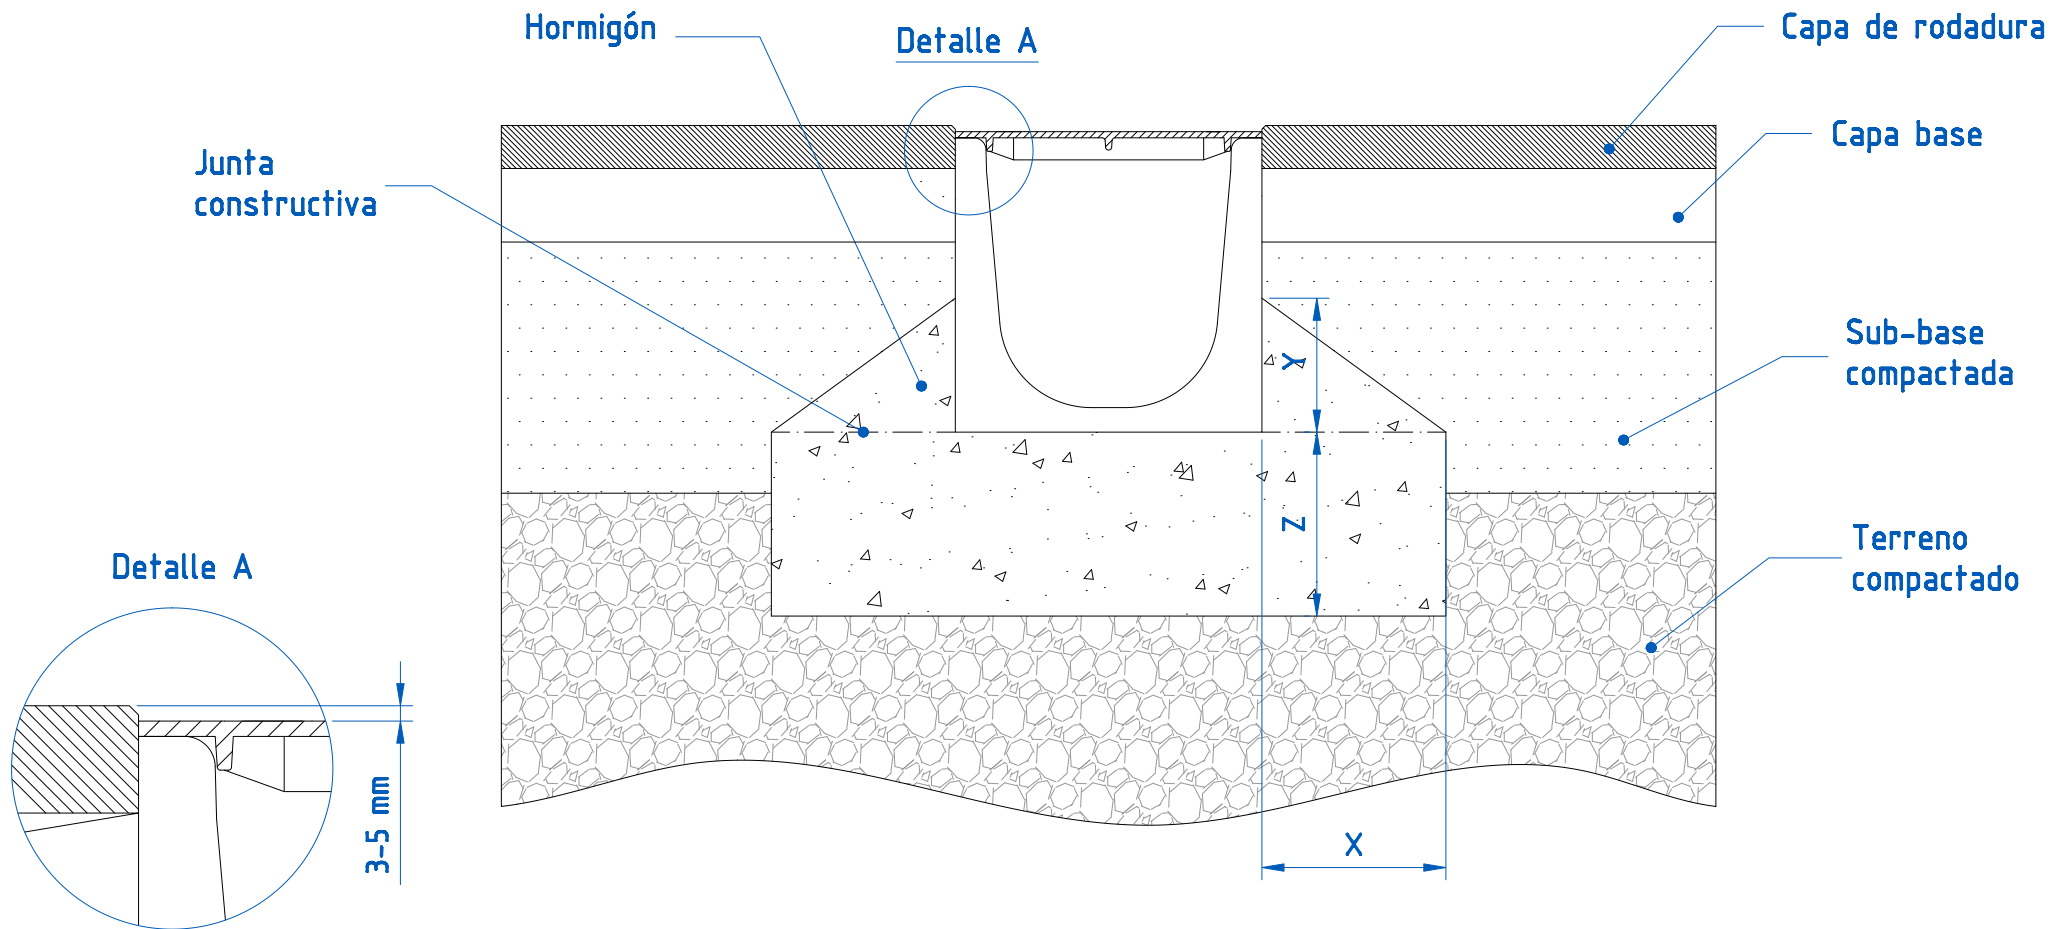 Hormigón
Detalle A
Capa de rodadura
Capa base
Junta
constructiva
Sub-base
compactada
Y
Z
Terreno
compactado
Detalle A
3-5 mm
X